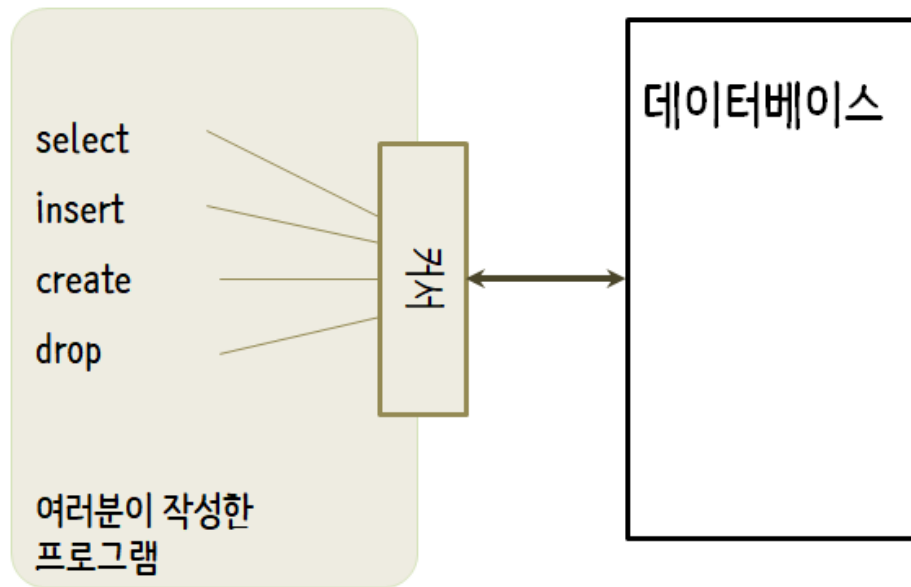 select
insert
create
drop
여러분이 작성한
프로그램
커서
데이터베이스